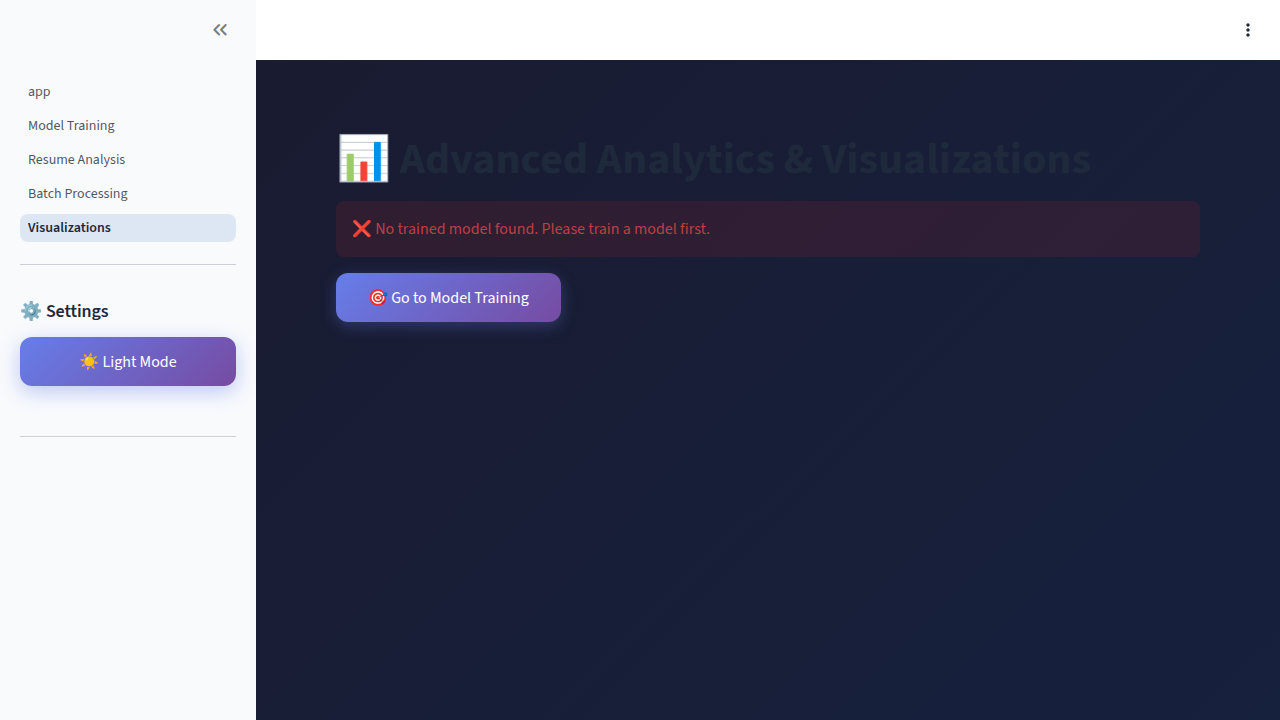 app
Model Training
Resume Analysis
Batch Processing
Visualizations
⚙️ Settings
☀️ Light Mode
📊 Advanced Analytics & Visualizations
❌ No trained model found. Please train a model first.
🎯 Go to Model Training